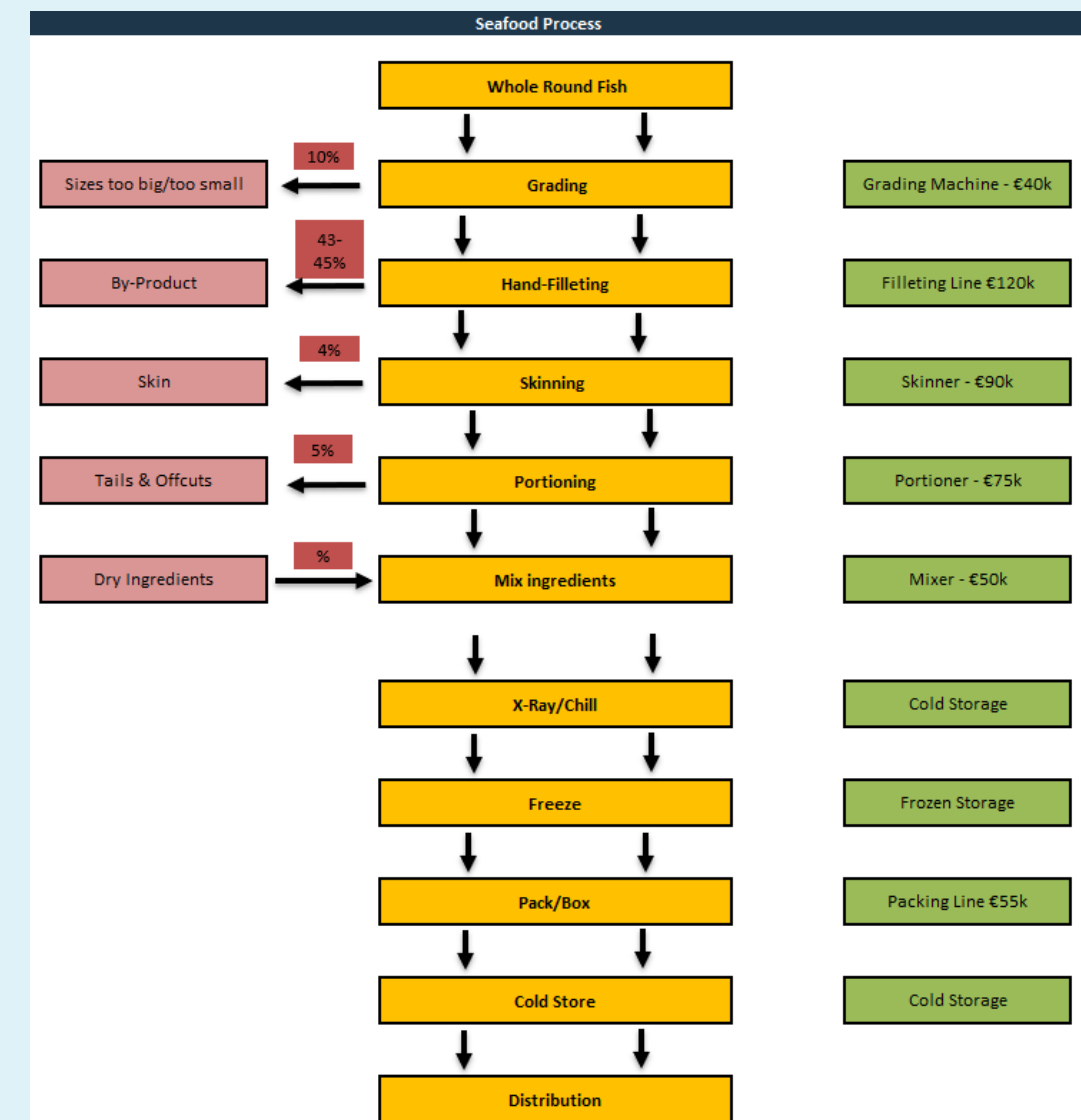 Seafood Process
Whole Round Fish
10%
Sizes too big/too small
Grading
Grading Machine - €40k
43-
45%
By-Product
Hand-Filleting
Filleting Line €120k
4%
Skin
Skinning
Skinner - €90k
5%
Tails & Offcuts
Portioning
Portioner - €75k
%
Dry Ingredients
Mix ingredients
Mixer - €50k
X-Ray/Chill
Cold Storage
Freeze
Frozen Storage
Pack/Box
Packing Line €55k
Cold Store
Cold Storage
Distribution